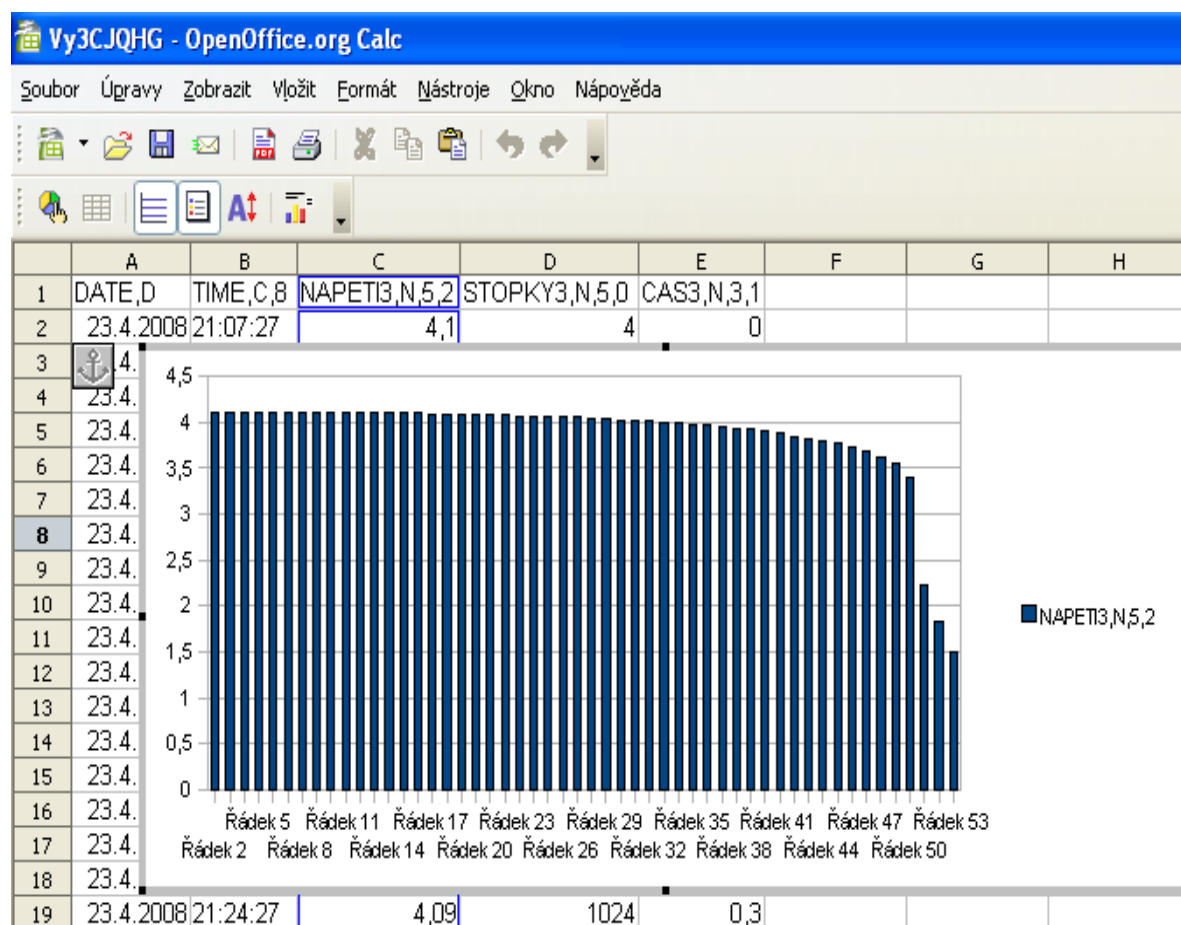 Vy3CJQHG - OpenOffice.org Calc
Soubor Úpravy Zobrazit Vložit Formát Nástroje Okno Nápověda
PDF
A
A B C D E F G H
1 DATE,D TIME,C,8 NAPETI3,N,5,2 STOPKY3,N,5,0 CAS3,N,3,1
2 23.4.2008 21:07:27 4,1 4 0
3 .4.
4 23.4.
5 23.4.
6 23.4.
7 23.4.
8 23.4.
9 23.4.
10 23.4.
11 23.4.
12 23.4.
13 23.4.
14 23.4.
15 23.4.
16 23.4.
17 23.4.
18 23.4.
4,5
4
3,5
3
2,5
2
1,5
1
0,5
0
NAPETI3,N,5,2
Řádek 5 Řádek 11 Řádek 17 Řádek 23 Řádek 29 Řádek 35 Řádek 41 Řádek 47 Řádek 53
Řádek 2 Řádek 8 Řádek 14 Řádek 20 Řádek 26 Řádek 32 Řádek 38 Řádek 44 Řádek 50
19 23.4.2008 21:24:27 4,09 1024 0,3